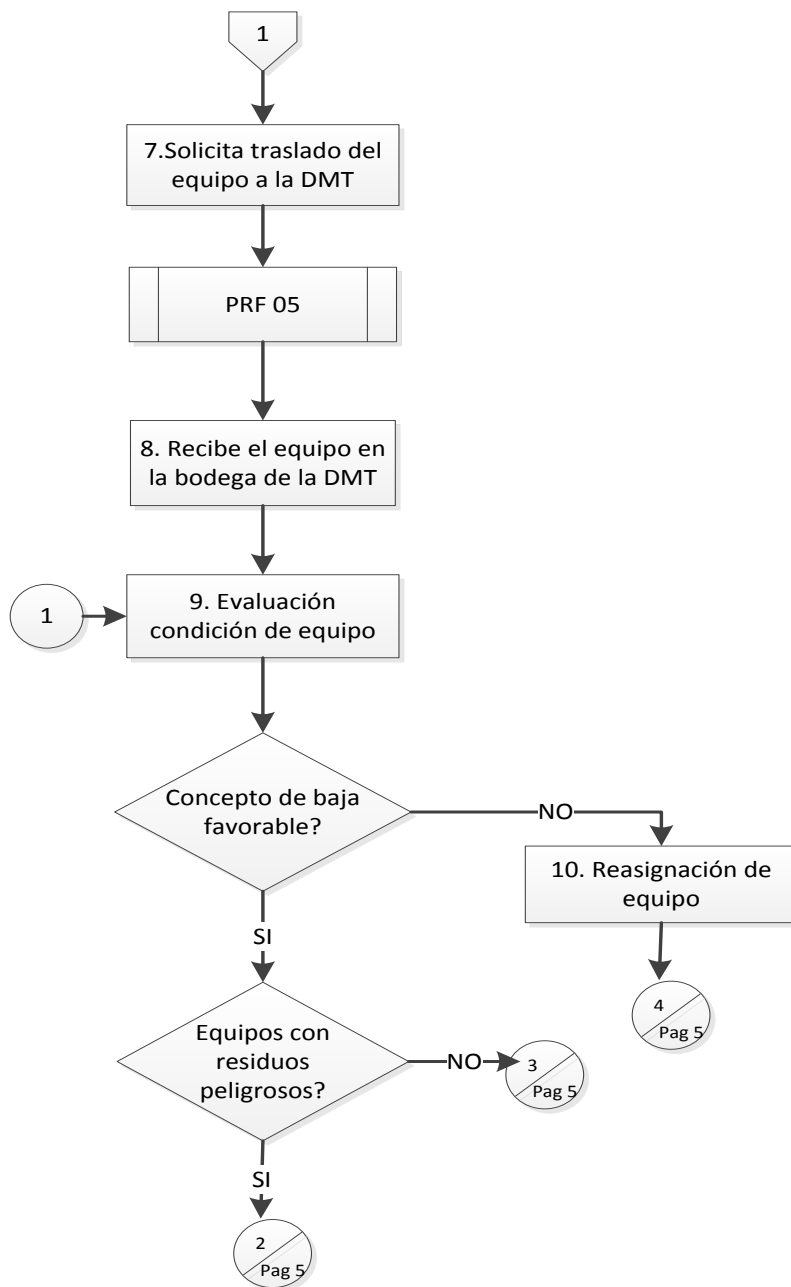 1
7.Solicita traslado del
equipo a la DMT
PRF 05
8. Recibe el equipo en
la bodega de la DMT
1
9. Evaluación
condición de equipo
Concepto de baja
favorable?
NO
10. Reasignación de
equipo
SI
4
Pag 5
Equipos con
residuos
peligrosos?
NO
3
Pag 5
SI
2
Pag 5